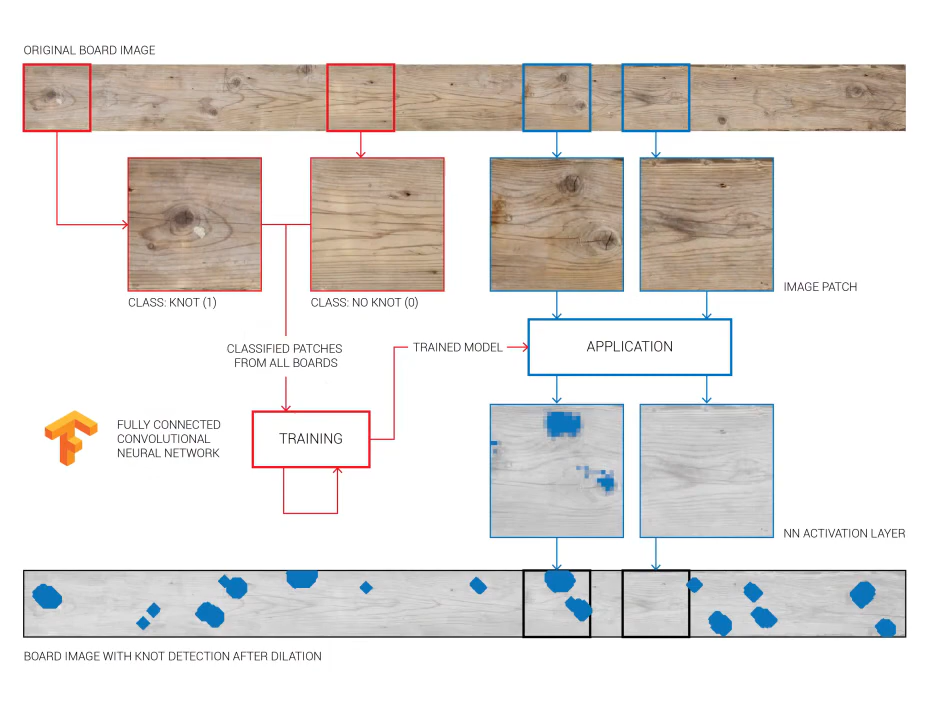 ORIGINAL BOARD IMAGE
IMAGE PATCH
CLASS: KNOT (1)
CLASS: NO KNOT (0)
CLASSIFIED PATCHES
FROM ALL BOARDS
TRAINED MODEL
APPLICATION
FULLY CONNECTED
CONVOLUTIONAL
NEURAL NETWORK
TRAINING
NN ACTIVATION LAYER
BOARD IMAGE WITH KNOT DETECTION AFTER DILATION